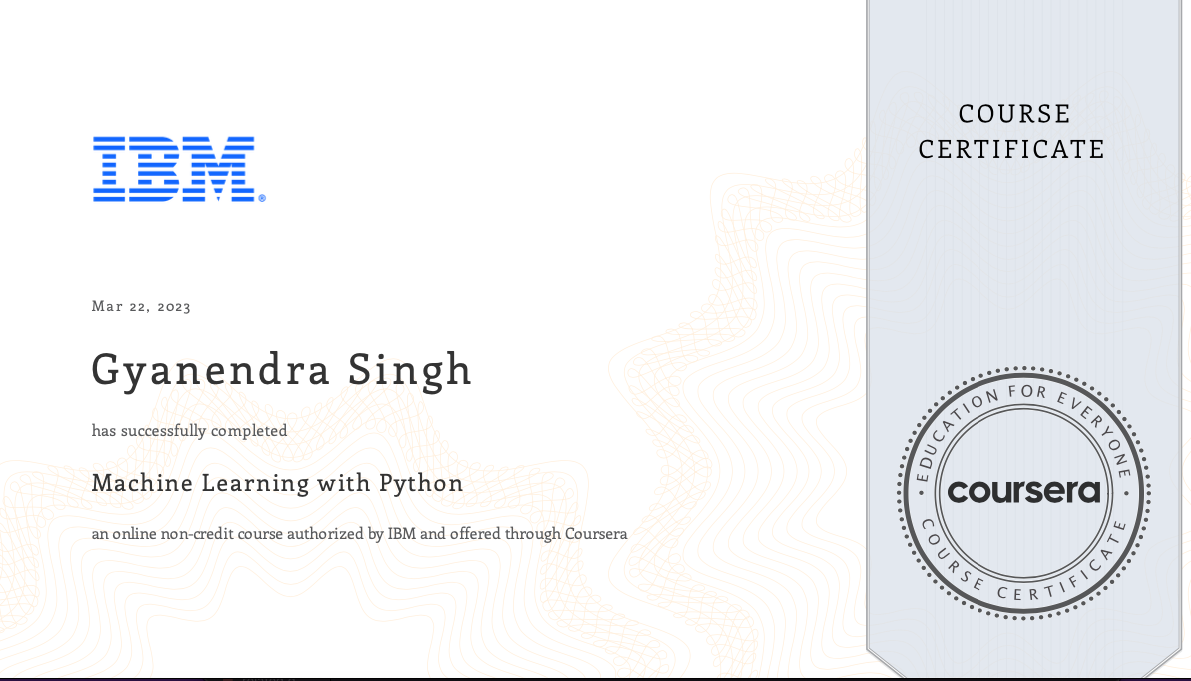 IBM®
Mar 22, 2023
Gyanendra Singh
has successfully completed
Machine Learning with Python
an online non-credit course authorized by IBM and offered through Coursera
COURSE
CERTIFICATE
EDUCATION FOR EVERYONE
coursera
COURSE CERTIFICATE